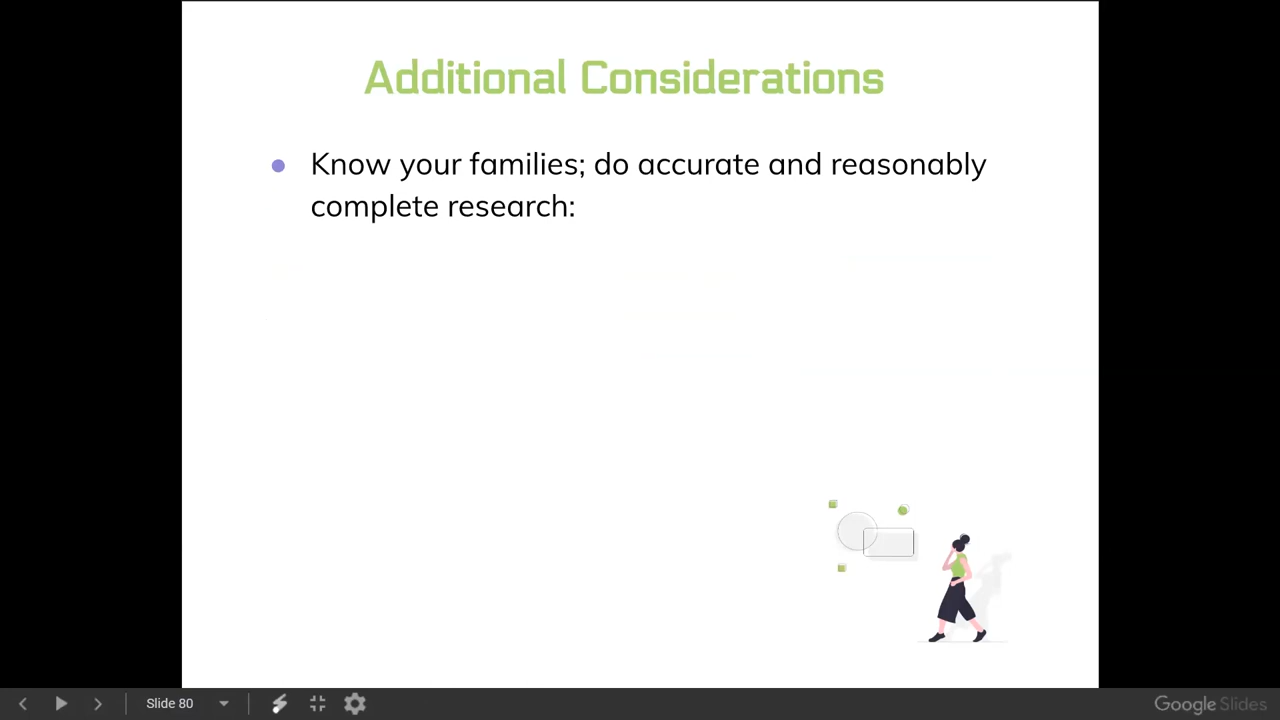 Additional Considerations
● Know your families; do accurate and reasonably
complete research:
Slide 80
Google Slides